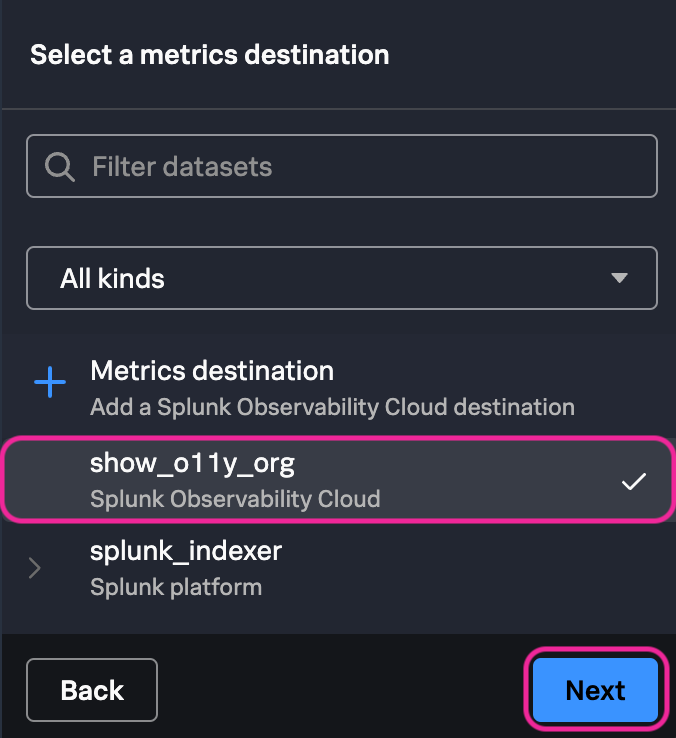 Select a metrics destination
Filter datasets
All kinds
Metrics destination
Add a Splunk Observability Cloud destination
show_o11y_org
Splunk Observability Cloud
splunk_indexer
Splunk platform
Back
Next